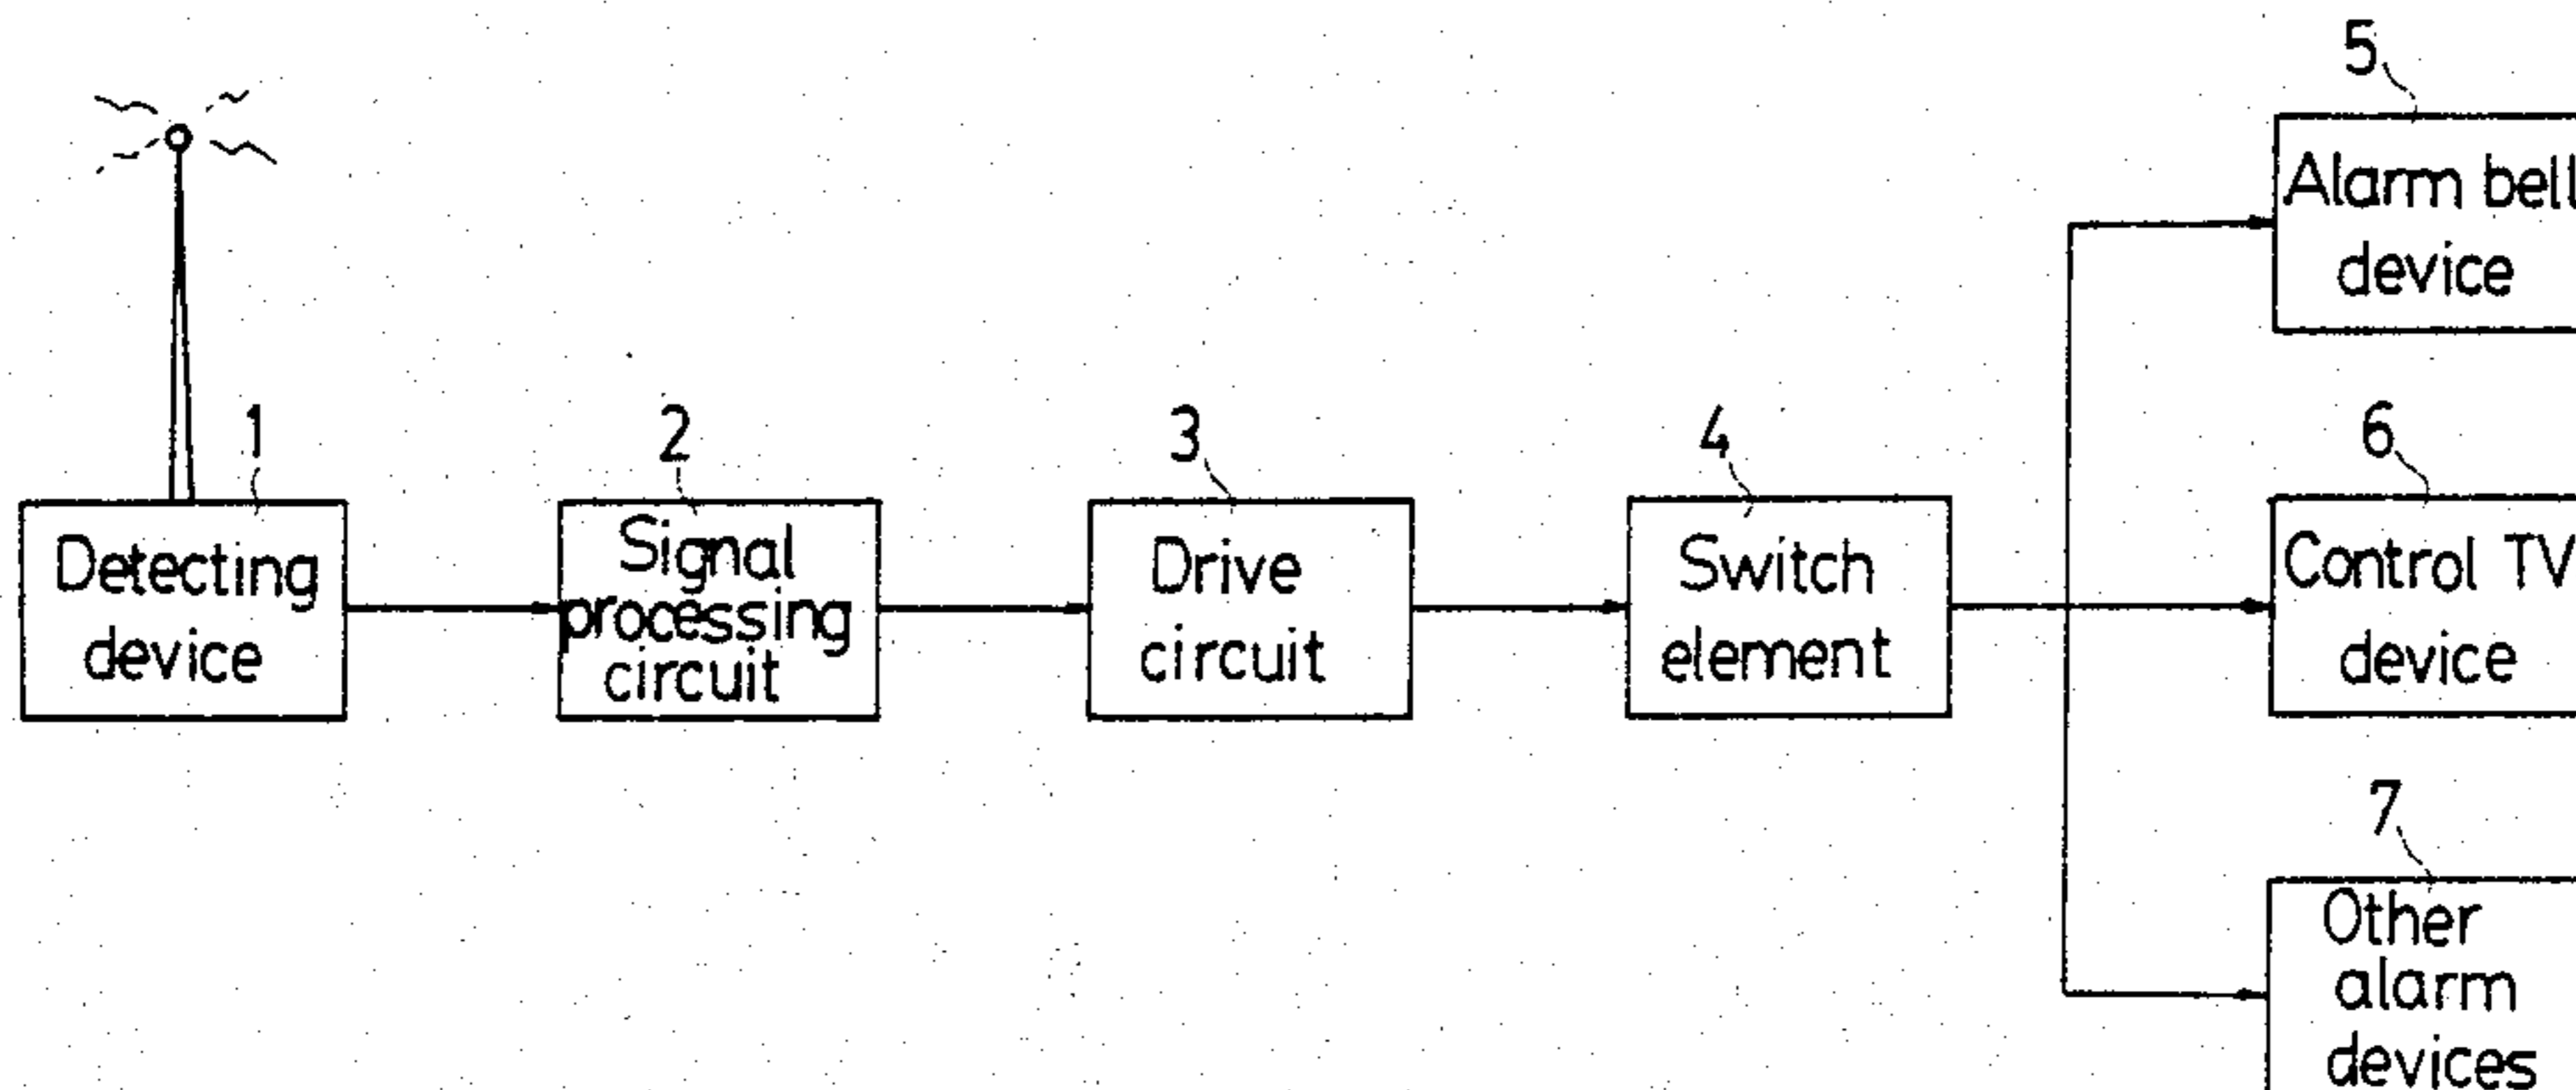 5
Alarm bell
device
1
Detecting
device
2
Signal
processing
circuit
3
Drive
circuit
4
Switch
element
6
Control TV
device
7
Other
alarm
devices